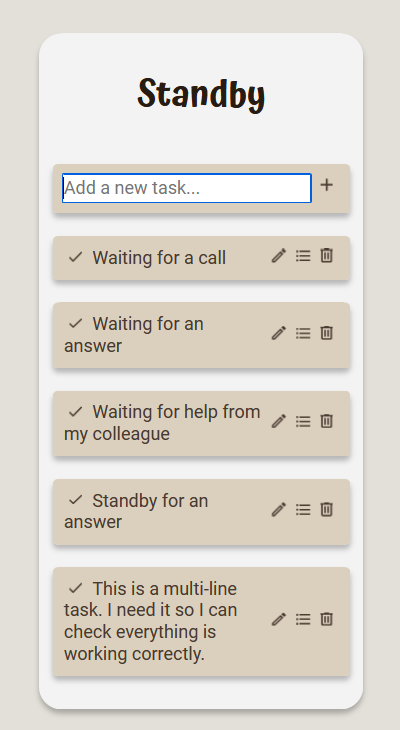 Standby
Add a new task...
Waiting for a call
Waiting for an
answer
Waiting for help from
my colleague
Standby for an
answer
This is a multi-line
task. I need it so I can
check everything is
working correctly.